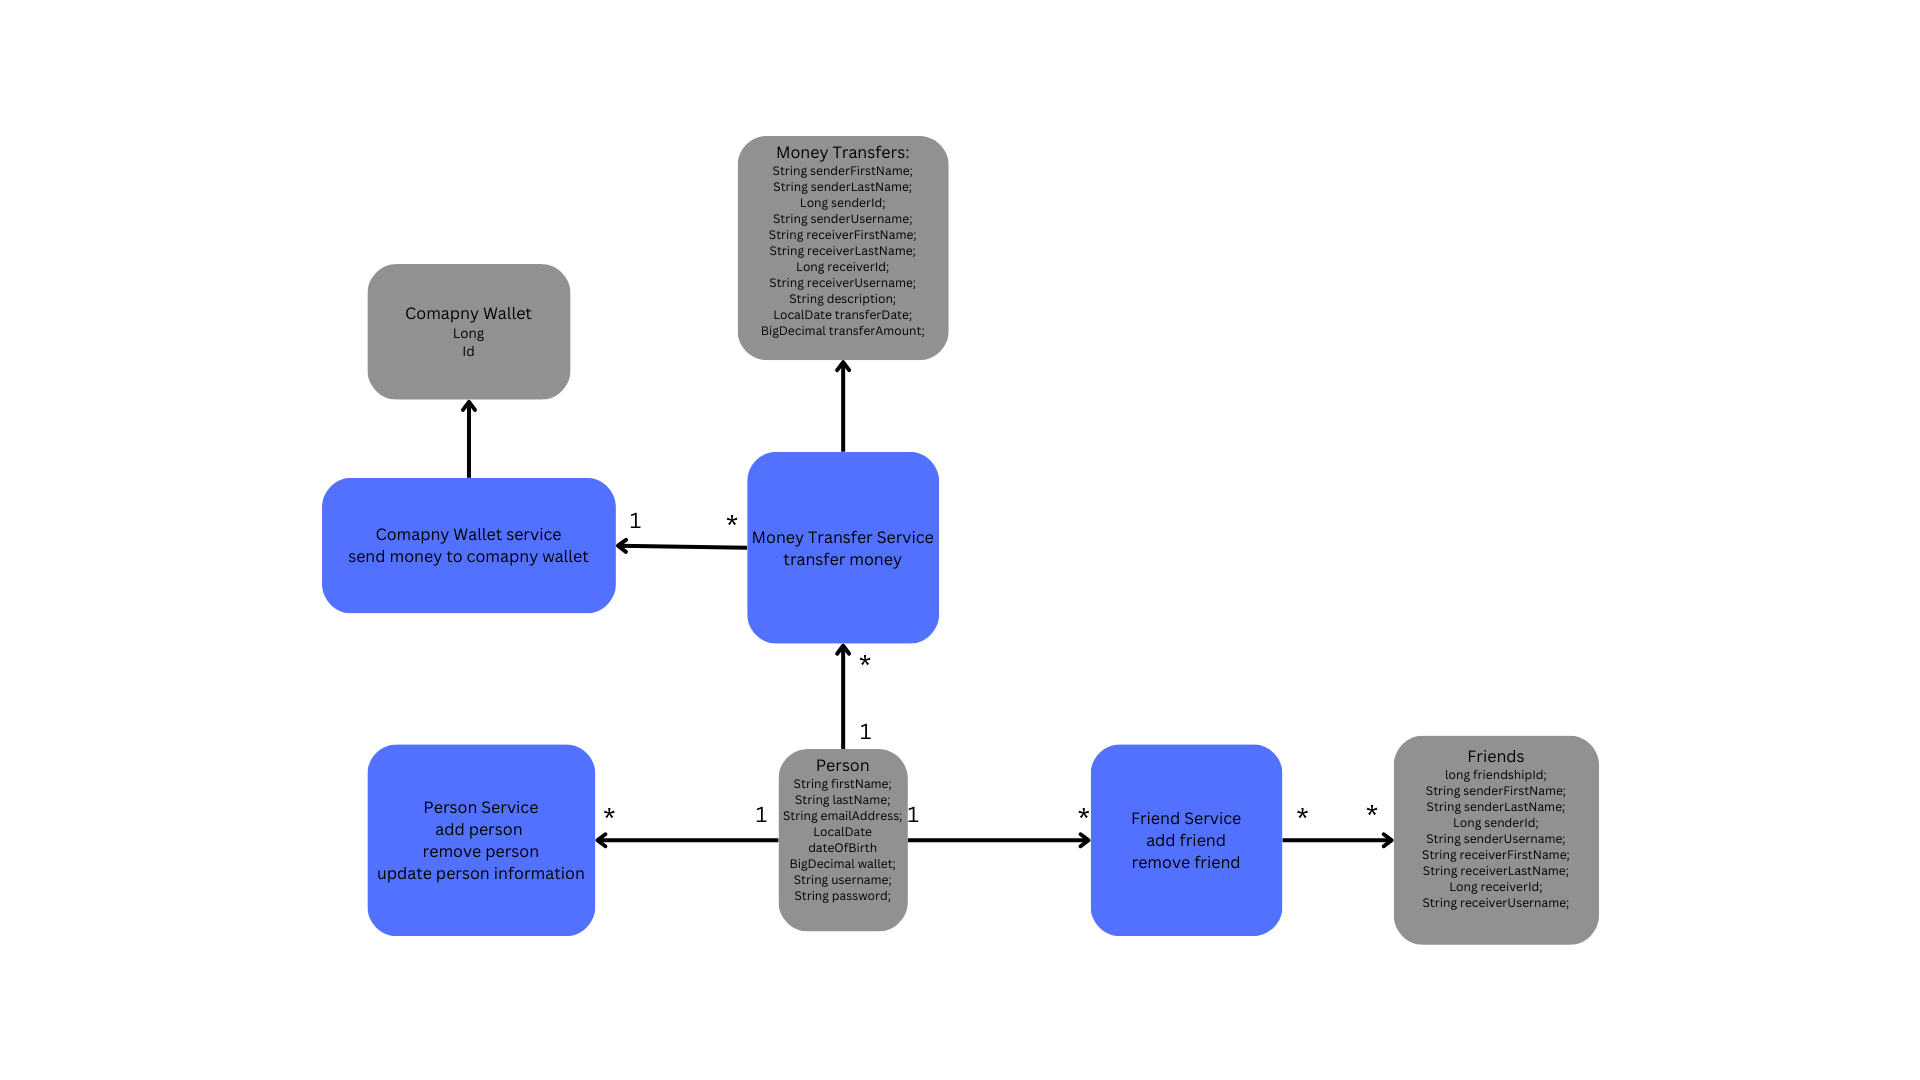 Money Transfers:
String senderFirstName;
String senderLastName;
Long senderId;
String senderUsername;
String receiverFirstName;
String receiverLastName;
Long receiverId;
String receiverUsername;
String description;
LocalDate transferDate;
BigDecimal transferAmount;
Comapny Wallet
Long
Id
Comapny Wallet service
send money to comapny wallet
1
*
Money Transfer Service
transfer money
*
1
Person Service
add person
remove person
update person information
*
1
Person
String firstName;
String lastName;
String emailAddress;
LocalDate
dateOfBirth
BigDecimal wallet;
String username;
String password;
1
*
Friend Service
add friend
remove friend
*
*
Friends
long friendshipId;
String senderFirstName;
String senderLastName;
Long senderId;
String senderUsername;
String receiverFirstName;
String receiverLastName;
Long receiverId;
String receiverUsername;